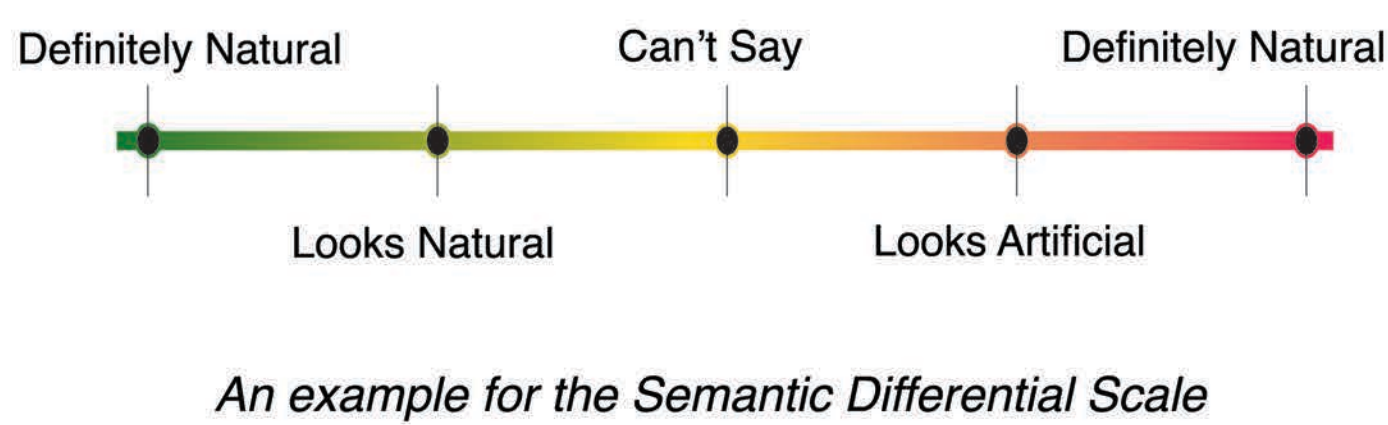 Definitely Natural
Can't Say
Definitely Natural
Looks Natural
Looks Artificial
An example for the Semantic Differential Scale